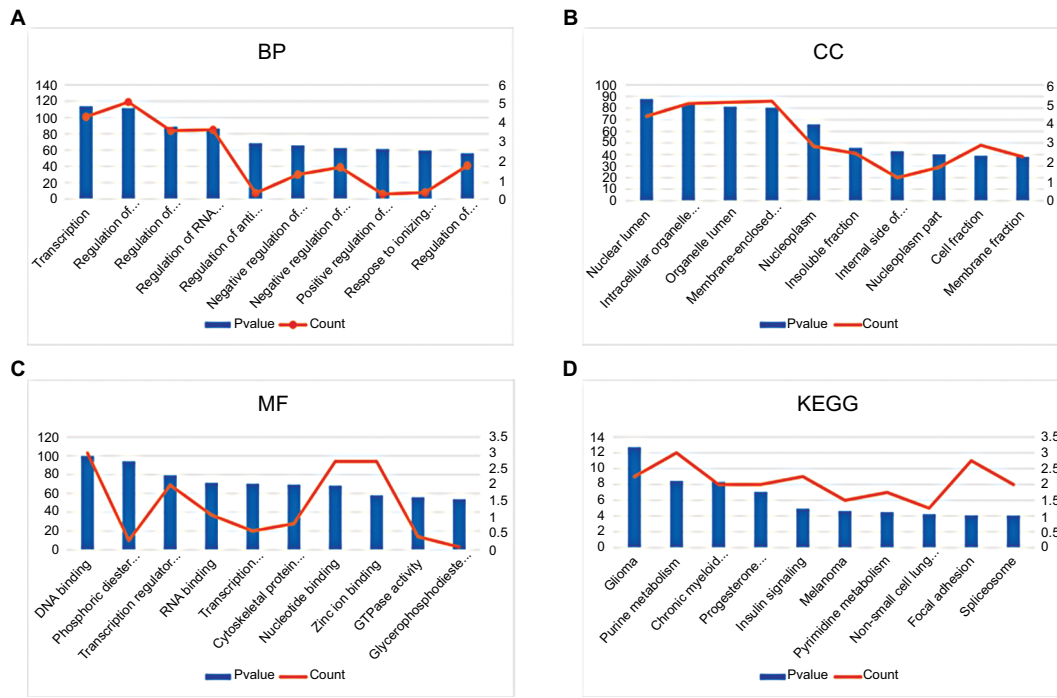 A
BP
140
120
100
80
60
40
20
0
6
5
4
3
2
1
0
Transcription
Regulation of...
Regulation of...
Regulation of RNA...
Regulation of anti...
Negative regulation of...
Negative regulation of...
Positive regulation of...
Respose to ionizing...
Regulation of...
Pvalue Count
B
CC
100
90
80
70
60
50
40
30
20
10
0
6
5
4
3
2
1
0
Nuclear lumen
Intracellular organelle...
Organelle lumen
Membrane-enclosed...
Nucleoplasm
Insoluble fraction
Internal side of...
Nucleoplasm part
Cell fraction
Membrane fraction
Pvalue Count
C
MF
120
100
80
60
40
20
0
3.5
3
2.5
2
1.5
1
0.5
0
DNA binding
Phosphoric diester...
Transcription regulator...
RNA binding
Transcription...
Cytoskeletal protein...
Nucleotide binding
Zinc ion binding
GTPase activity
Glycerophosphodieste...
Pvalue Count
D
KEGG
14
12
10
8
6
4
2
0
3.5
3
2.5
2
1.5
1
0.5
0
Glioma
Purine metabolism
Chronic myeloid...
Progesterone...
Insulin signaling
Melanoma
Pyrimidine metabolism
Non-small cell lung...
Focal adhesion
Spliceosome
Pvalue Count